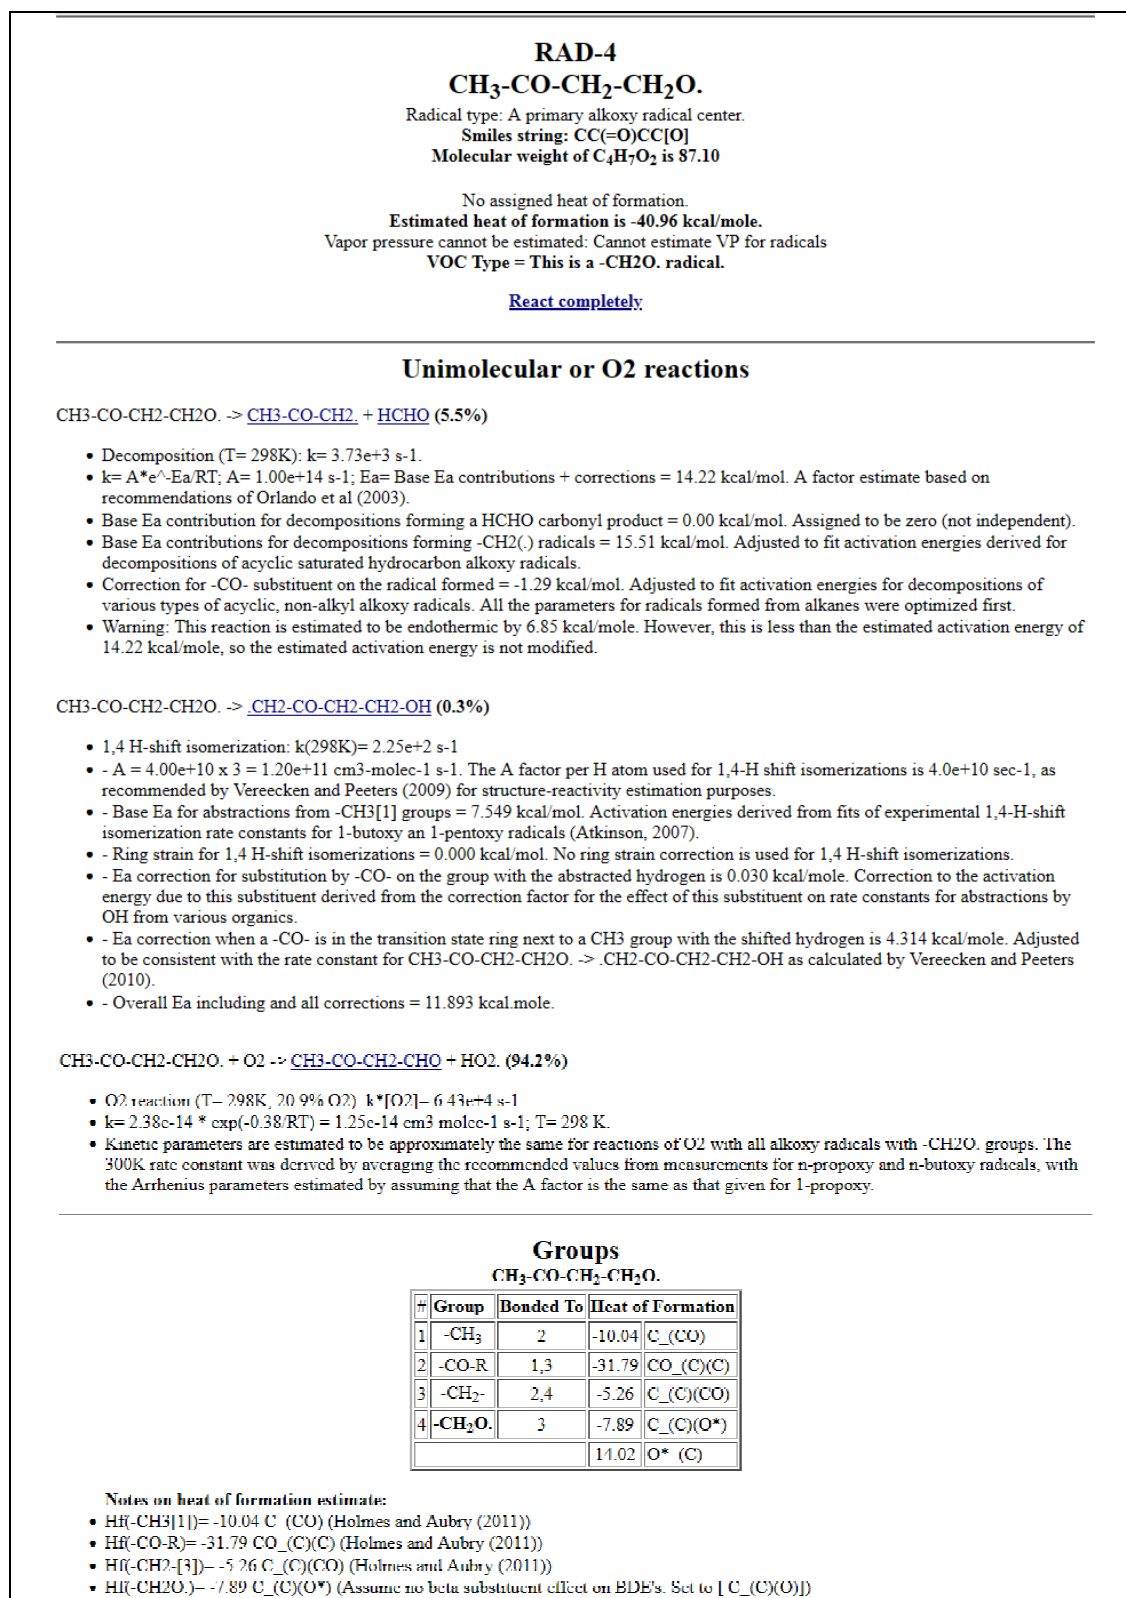 RAD-4
CH3-CO-CH2-CH2O.
Radical type: A primary alkoxy radical center.
Smiles string: CC(=O)CC[O]
Molecular weight of C4H7O2 is 87.10
No assigned heat of formation.
Estimated heat of formation is -40.96 kcal/mole.
Vapor pressure cannot be estimated: Cannot estimate VP for radicals
VOC Type = This is a -CH2O. radical.
React completely
Unimolecular or O2 reactions
CH3-CO-CH2-CH2O. -> CH3-CO-CH2. + HCHO (5.5%)
• Decomposition (T= 298K): k= 3.73e+3 s-1.
• k= A*e^-Ea/RT; A= 1.00e+14 s-1; Ea= Base Ea contributions + corrections = 14.22 kcal/mol. A factor estimate based on
recommendations of Orlando et al (2003).
• Base Ea contribution for decompositions forming a HCHO carbonyl product = 0.00 kcal/mol. Assigned to be zero (not independent).
• Base Ea contributions for decompositions forming -CH2(.) radicals = 15.51 kcal/mol. Adjusted to fit activation energies derived for
decompositions of acyclic saturated hydrocarbon alkoxy radicals.
• Correction for -CO- substituent on the radical formed = -1.29 kcal/mol. Adjusted to fit activation energies for decompositions of
various types of acyclic, non-alkyl alkoxy radicals. All the parameters for radicals formed from alkanes were optimized first.
• Warning: This reaction is estimated to be endothermic by 6.85 kcal/mole. However, this is less than the estimated activation energy of
14.22 kcal/mole, so the estimated activation energy is not modified.
CH3-CO-CH2-CH2O. -> .CH2-CO-CH2-CH2-OH (0.3%)
• 1,4 H-shift isomerization: k(298K)= 2.25e+2 s-1
• - A = 4.00e+10 x 3 = 1.20e+11 cm3-molec-1 s-1. The A factor per H atom used for 1,4-H shift isomerizations is 4.0e+10 sec-1, as
recommended by Vereecken and Peeters (2009) for structure-reactivity estimation purposes.
• - Base Ea for abstractions from -CH3[1] groups = 7.549 kcal/mol. Activation energies derived from fits of experimental 1,4-H-shift
isomerization rate constants for 1-butoxy an 1-pentoxy radicals (Atkinson, 2007).
• - Ring strain for 1,4 H-shift isomerizations = 0.000 kcal/mol. No ring strain correction is used for 1,4 H-shift isomerizations.
• - Ea correction for substitution by -CO- on the group with the abstracted hydrogen is 0.030 kcal/mole. Correction to the activation
energy due to this substituent derived from the correction factor for the effect of this substituent on rate constants for abstractions by
OH from various organics.
• - Ea correction when a -CO- is in the transition state ring next to a CH3 group with the shifted hydrogen is 4.314 kcal/mole. Adjusted
to be consistent with the rate constant for CH3-CO-CH2-CH2O. -> .CH2-CO-CH2-CH2-OH as calculated by Vereecken and Peeters
(2010).
• - Overall Ea including and all corrections = 11.893 kcal.mole.
CH3-CO-CH2-CH2O. + O2 -> CH3-CO-CH2-CHO + HO2. (94.2%)
• O2 reaction (T= 298K, 20.9% O2) k*[O2]= 6.43e+4 s-1
• k= 2.38e-14 * exp(-0.38/RT) = 1.25e-14 cm3 molec-1 s-1; T= 298 K.
• Kinetic parameters are estimated to be approximately the same for reactions of O2 with all alkoxy radicals with -CH2O. groups. The
300K rate constant was derived by averaging the recommended values from measurements for n-propoxy and n-butoxy radicals, with
the Arrhenius parameters estimated by assuming that the A factor is the same as that given for 1-propoxy.
Groups
CH3-CO-CH2-CH2O.
# Group Bonded To Heat of Formation
1 -CH3 2 -10.04 C_(CO)
2 -CO-R 1,3 -31.79 CO_(C)(C)
3 -CH2- 2,4 -5.26 C_(C)(CO)
4 -CH2O. 3 -7.89 C_(C)(O*)
14.02 O*_(C)
Notes on heat of formation estimate:
• Hf(-CH3[1])= -10.04 C_(CO) (Holmes and Aubry (2011))
• Hf(-CO-R)= -31.79 CO_(C)(C) (Holmes and Aubry (2011))
• Hf(-CH2-[3])= -5.26 C_(C)(CO) (Holmes and Aubry (2011))
• Hf(-CH2O.)= -7.89 C_(C)(O*) (Assume no beta substituent effect on BDE's. Set to [ C_(C)(O)])